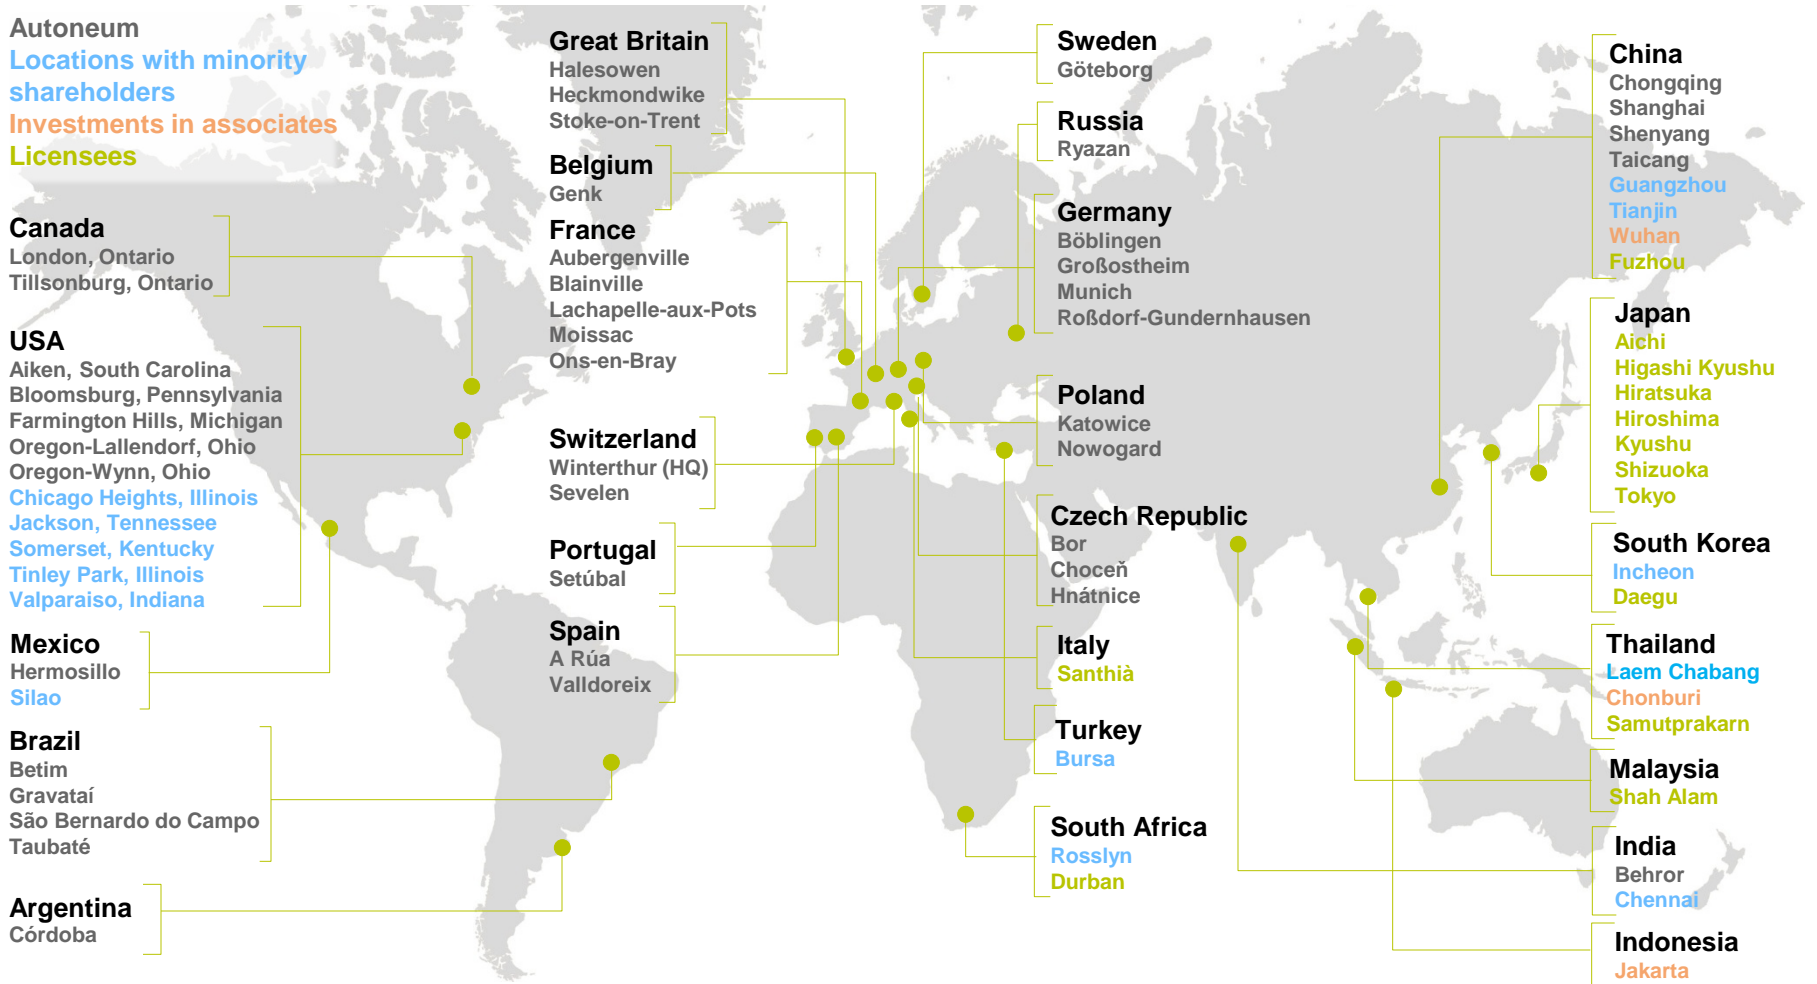 Autoneum
Locations with minority
shareholders
Investments in associates
Licensees
Canada
London, Ontario
Tillsonburg, Ontario
USA
Aiken, South Carolina
Bloomsburg, Pennsylvania
Farmington Hills, Michigan
Oregon-Lallendorf, Ohio
Oregon-Wynn, Ohio
Chicago Heights, Illinois
Jackson, Tennessee
Somerset, Kentucky
Tinley Park, Illinois
Valparaiso, Indiana
Mexico
Hermosillo
Silao
Brazil
Betim
Gravataí
São Bernardo do Campo
Taubaté
Argentina
Córdoba
Great Britain
Halesowen
Heckmondwike
Stoke-on-Trent
Belgium
Genk
France
Aubergenville
Blainville
Lachapelle-aux-Pots
Moissac
Ons-en-Bray
Switzerland
Winterthur (HQ)
Sevelen
Portugal
Setúbal
Spain
A Rúa
Valldoreix
Sweden
Göteborg
Russia
Ryazan
Germany
Böblingen
Großostheim
Munich
Roßdorf-Gundernhausen
Poland
Katowice
Nowogard
Czech Republic
Bor
Choceň
Hnátnice
Italy
Santhià
Turkey
Bursa
South Africa
Rosslyn
Durban
China
Chongqing
Shanghai
Shenyang
Taicang
Guangzhou
Tianjin
Wuhan
Fuzhou
Japan
Aichi
Higashi Kyushu
Hiratsuka
Hiroshima
Kyushu
Shizuoka
Tokyo
South Korea
Incheon
Daegu
Thailand
Laem Chabang
Chonburi
Samutprakarn
Malaysia
Shah Alam
India
Behror
Chennai
Indonesia
Jakarta